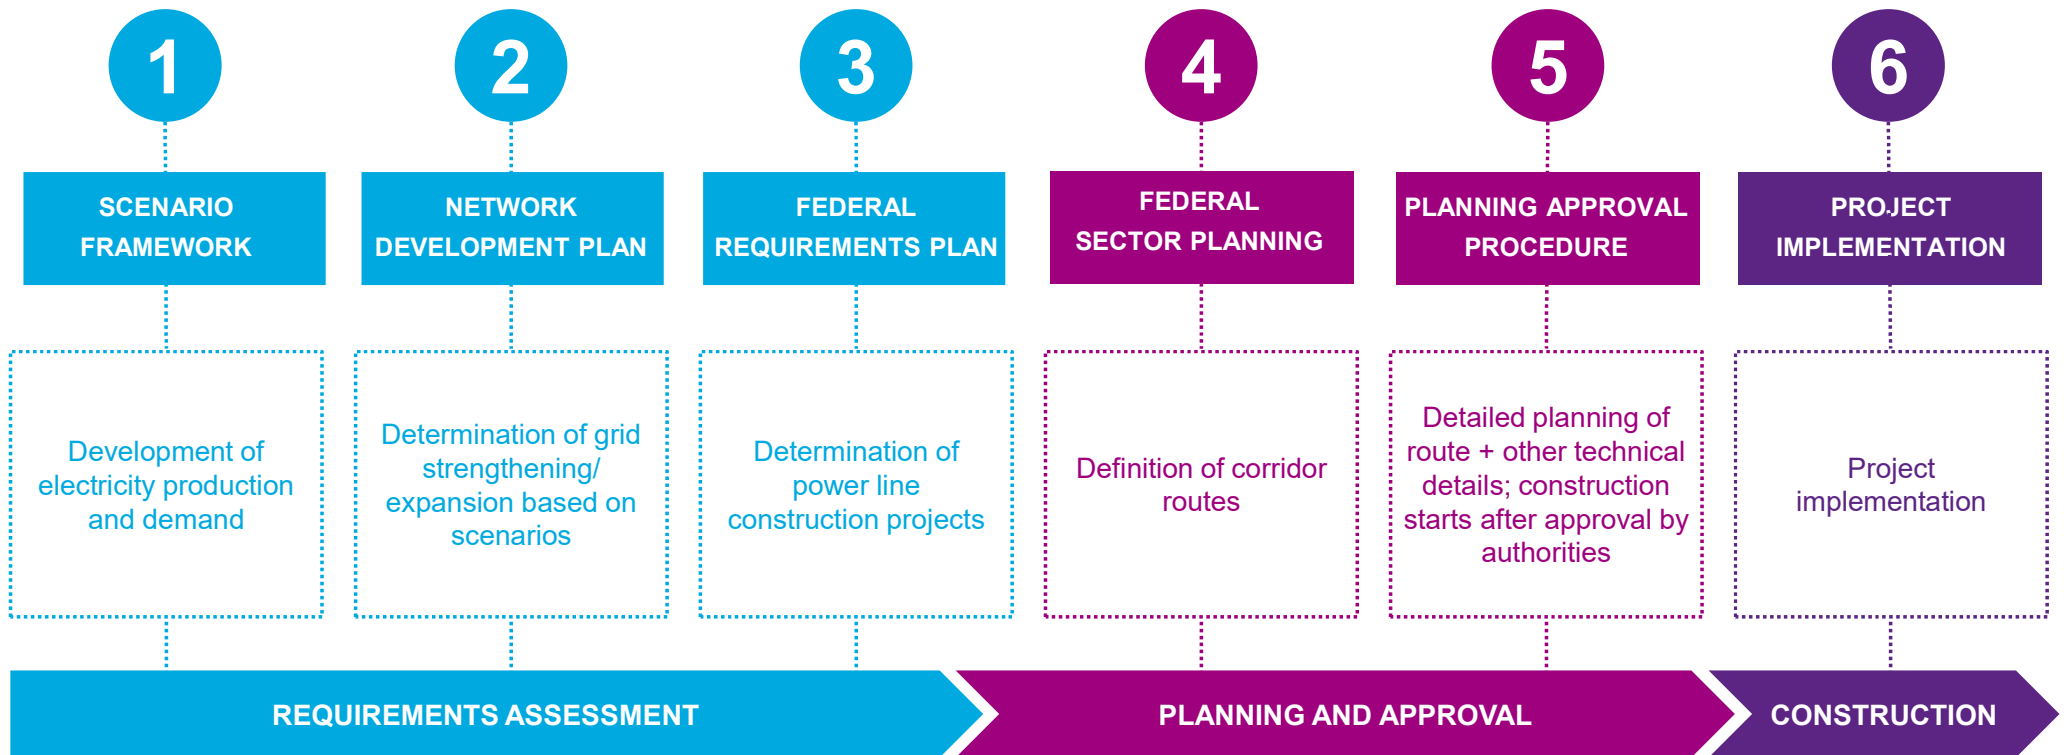 1
2
3
4
5
6
SCENARIO
FRAMEWORK
NETWORK
DEVELOPMENT PLAN
FEDERAL
REQUIREMENTS PLAN
FEDERAL
SECTOR PLANNING
PLANNING APPROVAL
PROCEDURE
PROJECT
IMPLEMENTATION
Development of
electricity production
and demand
Determination of grid
strengthening/
expansion based on
scenarios
Determination of
power line
construction projects
Definition of corridor
routes
Detailed planning of
route + other technical
details; construction
starts after approval by
authorities
Project
implementation
REQUIREMENTS ASSESSMENT
PLANNING AND APPROVAL
CONSTRUCTION